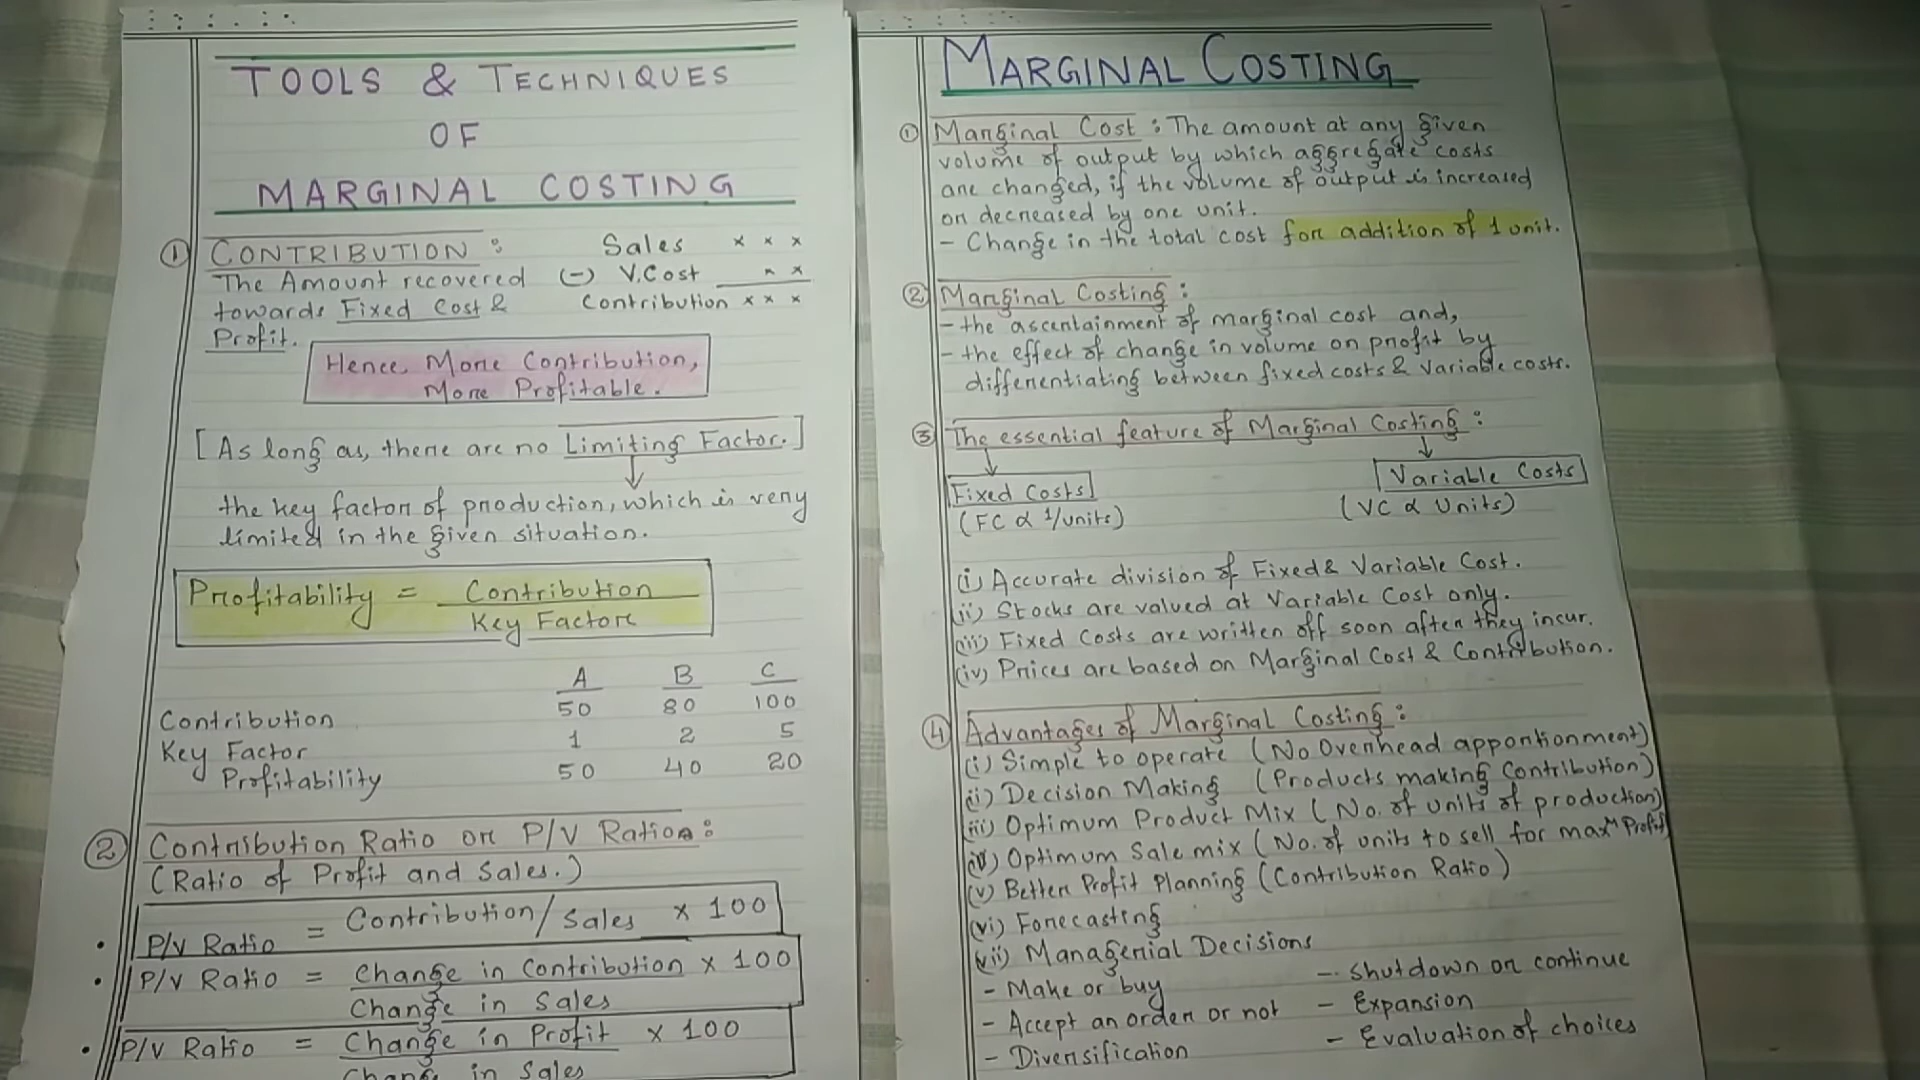 TOOLS & TECHNIQUES
OF
MARGINAL COSTING
① CONTRIBUTION :
The Amount recovered
towards Fixed Cost &
Profit.
Sales x x x
(-) V.Cost x x
Contribution x x x
Hence, More Contribution,
More Profitable.
[As long as, there are no Limiting Factor.]
the key factor of production, which is very
limited in the given situation.
Profitability = Contribution
Key Factor
A B C
Contribution 50 80 100
Key Factor 1 2 5
Profitability 50 40 20
② Contribution Ratio or P/V Ratio :
(Ratio of Profit and Sales.)
• P/V Ratio = Contribution/Sales x 100
• P/V Ratio = Change in Contribution x 100
Change in Sales
• P/V Ratio = Change in Profit x 100
Change in Sales
MARGINAL COSTING
① Marginal Cost : The amount at any given
volume of output by which aggregate costs
are changed, if the volume of output is increased
or decreased by one unit.
- Change in the total cost for addition of 1 unit.
② Marginal Costing :
- the ascertainment of marginal cost and,
- the effect of change in volume on profit by
differentiating between fixed costs & variable costs.
③ The essential feature of Marginal Costing :
Fixed Costs Variable Costs
(FC α 1/units) (VC α Units)
(i) Accurate division of Fixed & Variable Cost.
(ii) Stocks are valued at Variable Cost only.
(iii) Fixed Costs are written off soon after they incur.
(iv) Prices are based on Marginal Cost & Contribution.
④ Advantages of Marginal Costing :
(i) Simple to operate (No Overhead apportionment)
(ii) Decision Making (Products making Contribution)
(iii) Optimum Product Mix (No. of units of production)
(iv) Optimum Sale mix (No. of units to sell for maxm Profit)
(v) Better Profit Planning (Contribution Ratio)
(vi) Forecasting
(vii) Managerial Decisions
- Make or buy - Shutdown or continue
- Accept an order or not - Expansion
- Diversification - Evaluation of choices